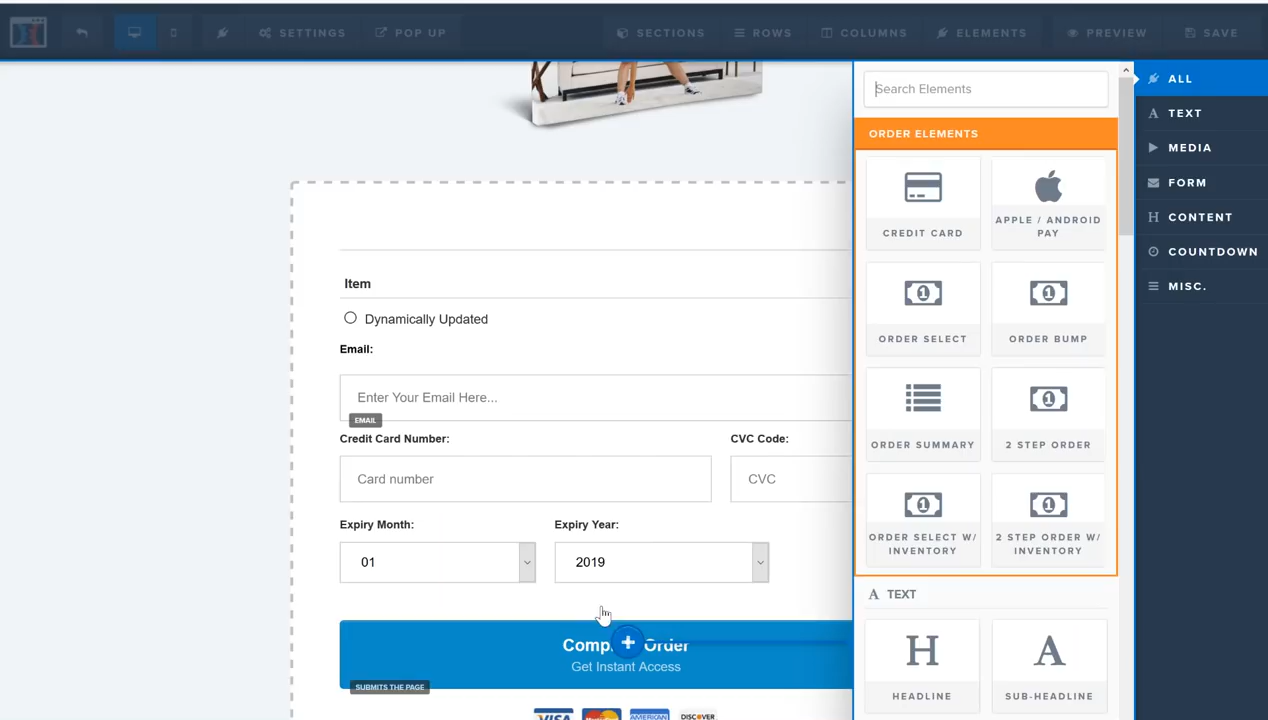 SETTINGS
POP UP
SECTIONS
ROWS
COLUMNS
ELEMENTS
PREVIEW
SAVE
Search Elements
ORDER ELEMENTS
CREDIT CARD
APPLE / ANDROID
PAY
ORDER SELECT
ORDER BUMP
ORDER SUMMARY
2 STEP ORDER
ORDER SELECT W/
INVENTORY
2 STEP ORDER W/
INVENTORY
A TEXT
H
HEADLINE
A
SUB-HEADLINE
ALL
A TEXT
MEDIA
FORM
H CONTENT
COUNTDOWN
MISC.
Item
Dynamically Updated
Email:
Enter Your Email Here...
EMAIL
Credit Card Number:
CVC Code:
Card number
CVC
Expiry Month:
Expiry Year:
01
2019
Order
Get Instant Access
SUBMITS THE PAGE
VISA
AMERICAN
DISCOVER